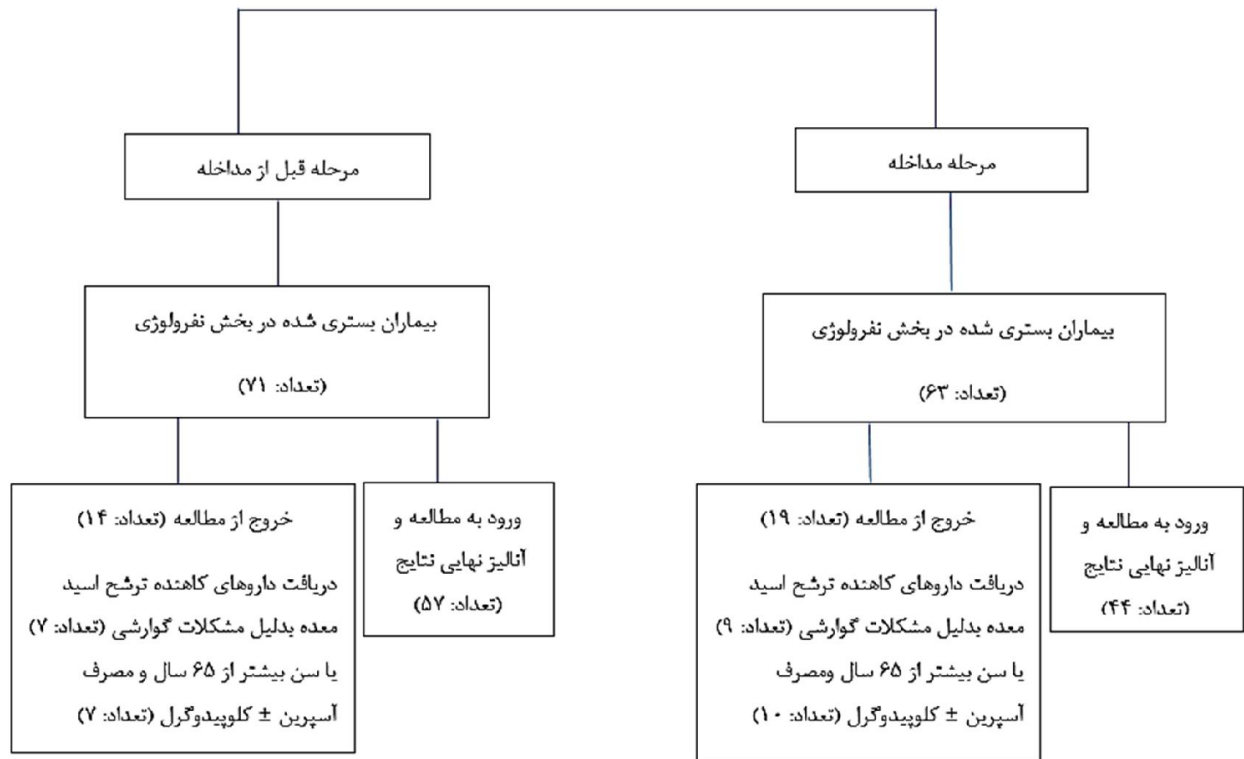 مرحله مداخله
مرحله قبل از مداخله
بیماران بستری شده در بخش نفرولوژی
(تعداد: ۶۳)
بیماران بستری شده در بخش نفرولوژی
(تعداد: ۷۱)
ورود به مطالعه و
آنالیز نهایی نتایج
(تعداد: ۴۴)
خروج از مطالعه (تعداد: ۱۹)
دریافت داروهای کاهنده ترشح اسید
معده بدلیل مشکلات گوارشی (تعداد: ۹)
یا سن بیشتر از ۶۵ سال ومصرف
آسپرین ± کلوپیدوگرل (تعداد: ۱۰)
ورود به مطالعه و
آنالیز نهایی نتایج
(تعداد: ۵۷)
خروج از مطالعه (تعداد: ۱۴)
دریافت داروهای کاهنده ترشح اسید
معده بدلیل مشکلات گوارشی (تعداد: ۷)
یا سن بیشتر از ۶۵ سال و مصرف
آسپرین ± کلوپیدوگرل (تعداد: ۷)